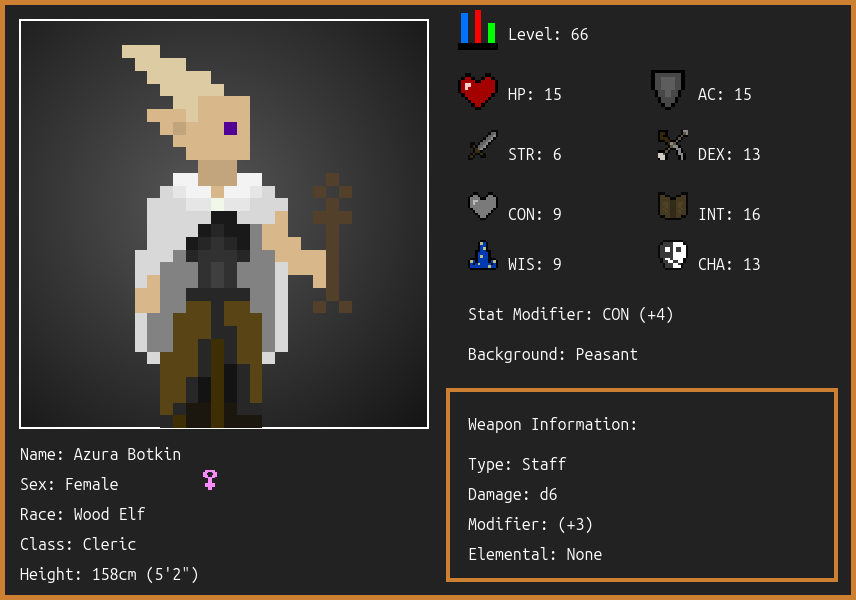 Level: 66
HP: 15
AC: 15
STR: 6
DEX: 13
CON: 9
INT: 16
WIS: 9
CHA: 13
Stat Modifier: CON (+4)
Background: Peasant
Weapon Information:
Type: Staff
Damage: d6
Modifier: (+3)
Elemental: None
Name: Azura Botkin
Sex: Female
Race: Wood Elf
Class: Cleric
Height: 158cm (5'2")